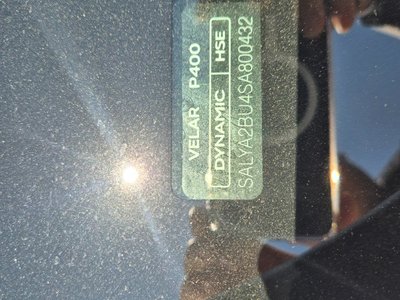 VELAR P400
DYNAMIC HSE
SALYA2BU4SA800432